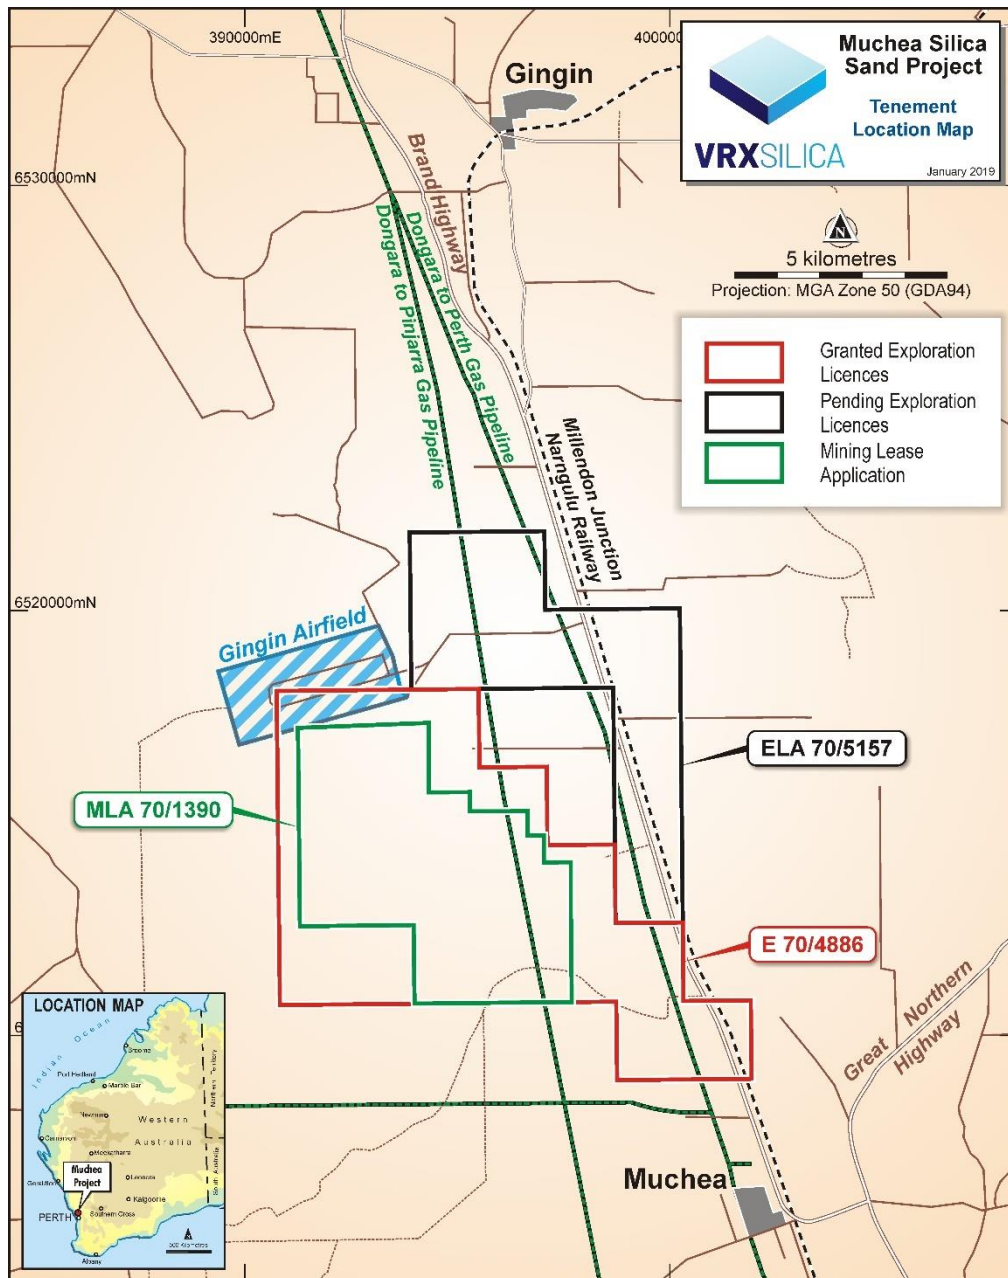 390000mE
400000
Gingin
Muchea Silica
Sand Project
Tenement
Location Map
VRXSILICA
January 2019
6530000mN
Brand Highway
Dongara to Perth Gas Pipeline
Dongara to Pinjarra Gas Pipeline
N
5 kilometres
Projection: MGA Zone 50 (GDA94)
Granted Exploration
Licences
Pending Exploration
Licences
Mining Lease
Application
Millendon Junction
Narngulu Railway
6520000mN
Gingin Airfield
ELA 70/5157
MLA 70/1390
E 70/4886
Great Northern
Highway
Muchea
LOCATION MAP
Indian Ocean
Broome
Port Hedland
Marble Bar
Newman
Western
Australia
Northern Territory
South Australia
Carnarvon
Meekatharra
Muchea
Project
Geraldton
Leonora
Kalgoorlie
PERTH
Southern Cross
Albany
N
500 Kilometres